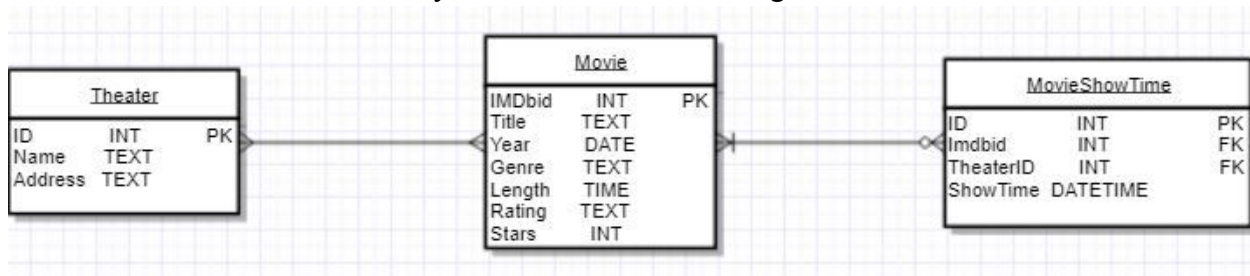 Theater
ID INT PK
Name TEXT
Address TEXT
Movie
IMDbid INT PK
Title TEXT
Year DATE
Genre TEXT
Length TIME
Rating TEXT
Stars INT
MovieShowTime
ID INT PK
Imdbid INT FK
TheaterID INT FK
ShowTime DATETIME